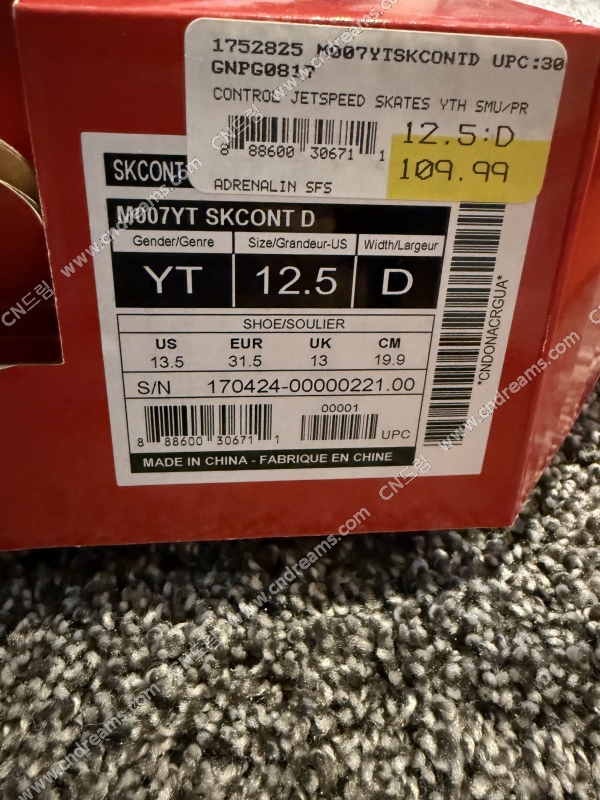 1752825 M007YTSKCONTD UPC:30
GNPG0817
CONTROL JETSPEED SKATES YTH SMU/PR
8 88600 30671 1
12.5:D
109.99
ADRENALIN SFS
SKCONT
M007YT SKCONT D
Gender/Genre Size/Grandeur-US Width/Largeur
YT 12.5 D
SHOE/SOULIER
US EUR UK CM
13.5 31.5 13 19.9
S/N 170424-00000221.00
8 88600 30671 1
00001
UPC
MADE IN CHINA - FABRIQUE EN CHINE
*CNDONACRGUA*
CN드림 www.cndreams.com